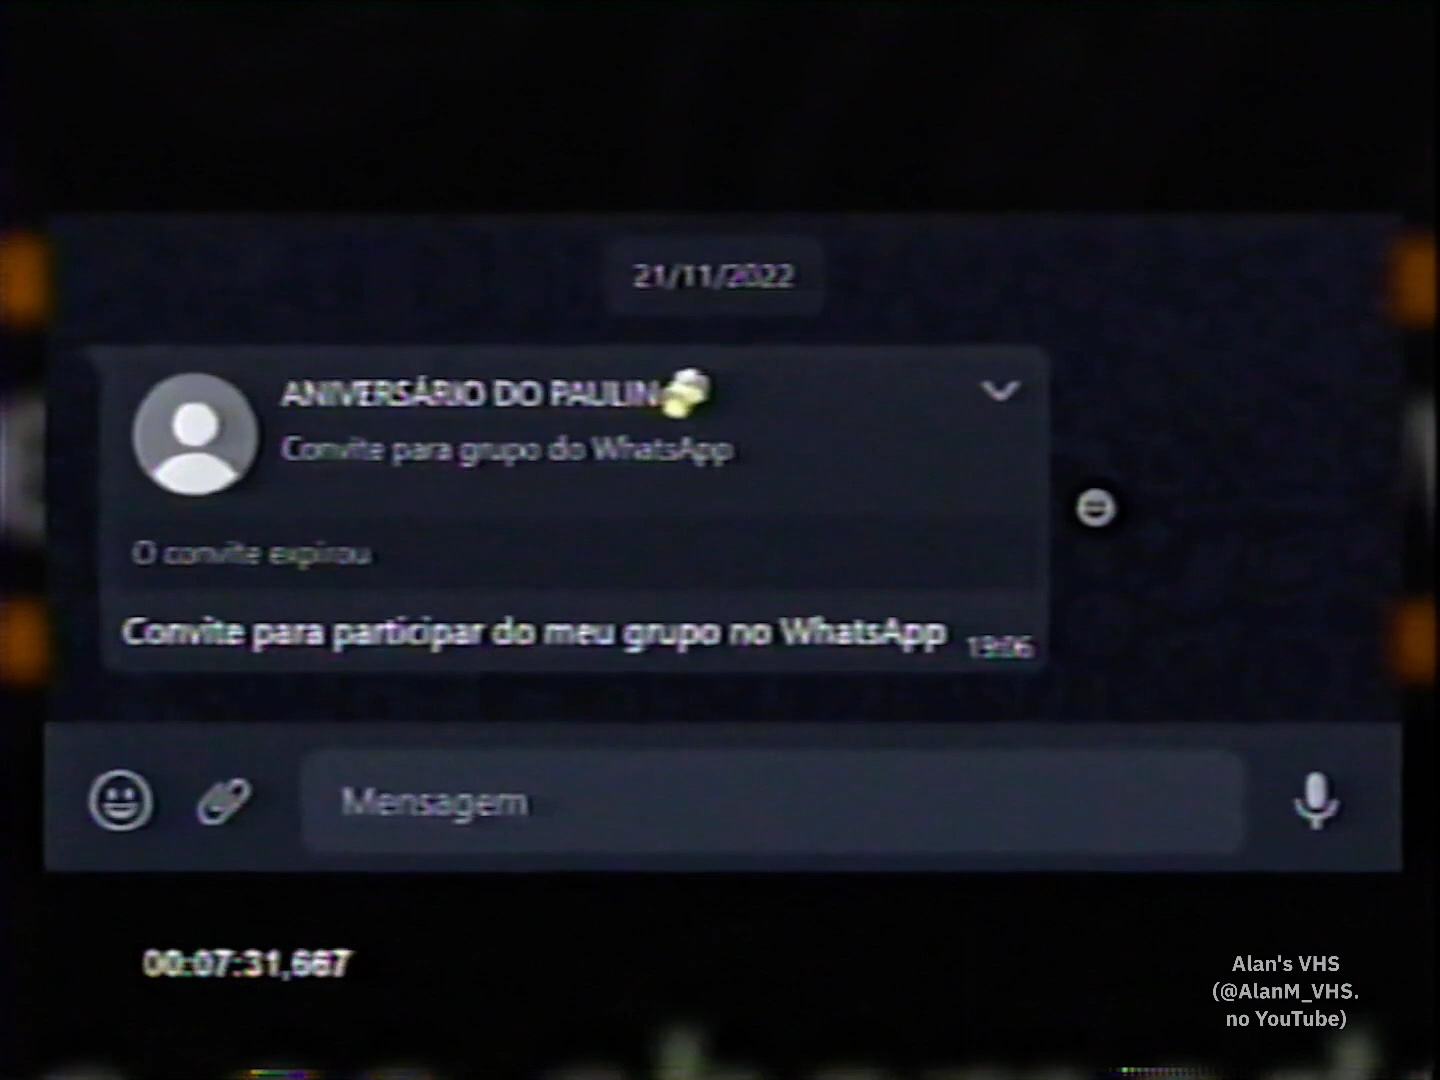 21/11/2022
ANIVERSÁRIO DO PAULIN
Convite para grupo do WhatsApp
O convite expirou
Convite para participar do meu grupo no WhatsApp
19:06
Mensagem
00:07:31,667
Alan's VHS
(@AlanM_VHS.
no YouTube)